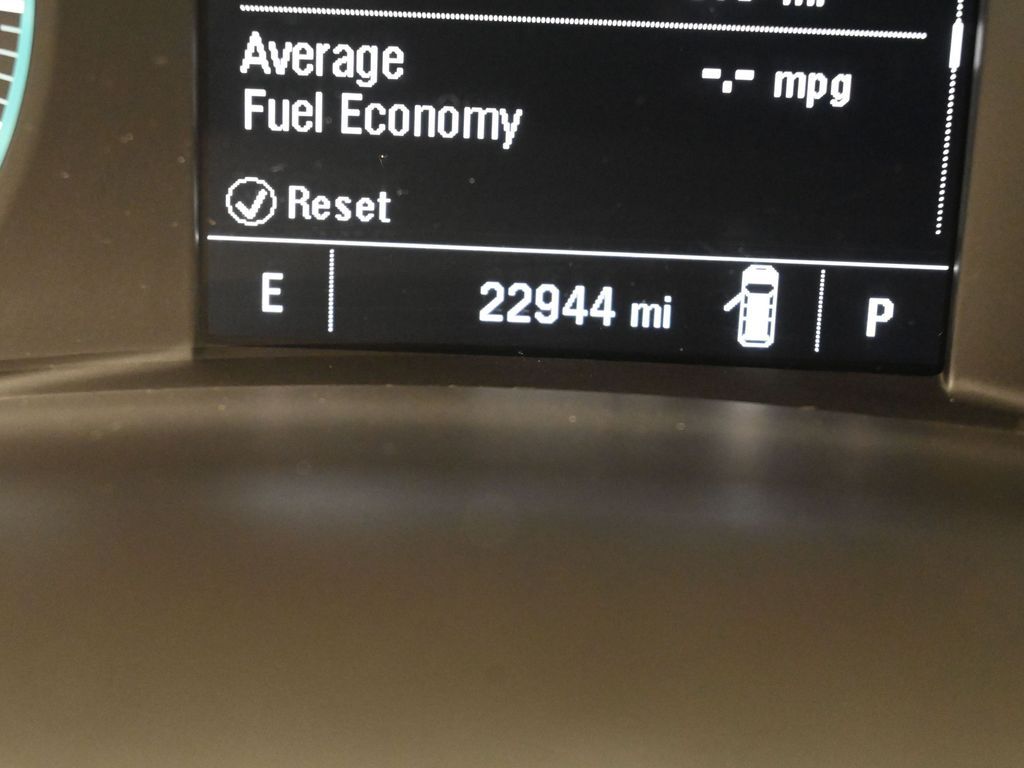 Average
Fuel Economy
-.- mpg
Reset
E 22944 mi P